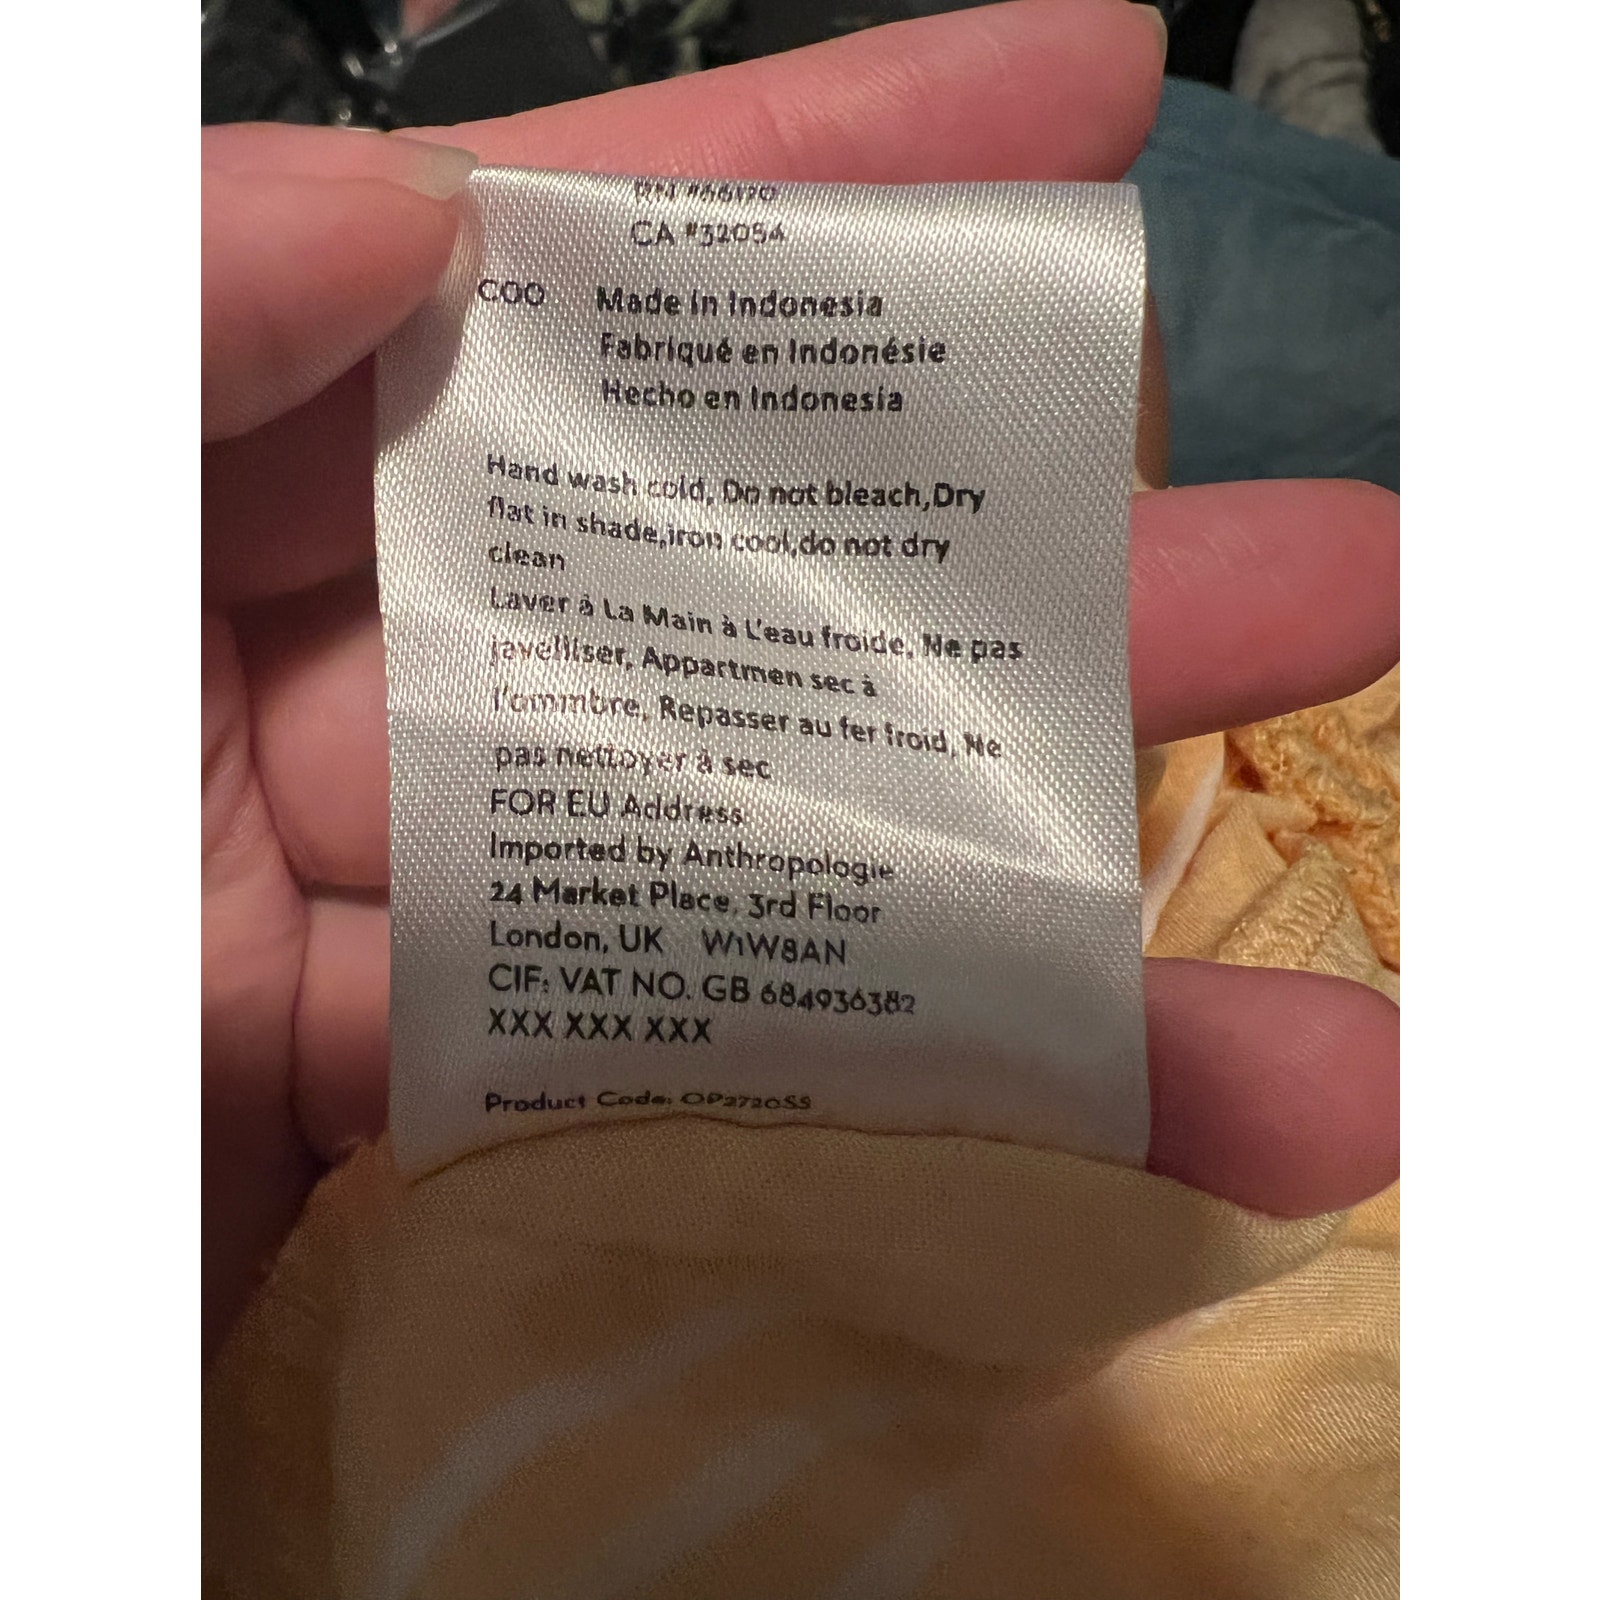 RN #66170
CA #32054
COO Made in Indonesia
Fabriqué en Indonésie
Hecho en Indonesia
Hand wash cold, Do not bleach,Dry
flat in shade,iron cool,do not dry
clean
Laver à La Main à L'eau froide, Ne pas
javelliser, Appartmen sec à
l'ommbre, Repasser au fer froid, Ne
pas nettoyer à sec
FOR EU Address
Imported by Anthropologie
24 Market Place, 3rd Floor
London, UK W1W8AN
CIF: VAT NO. GB 684936382
XXX XXX XXX
Product Code: OP2720SS